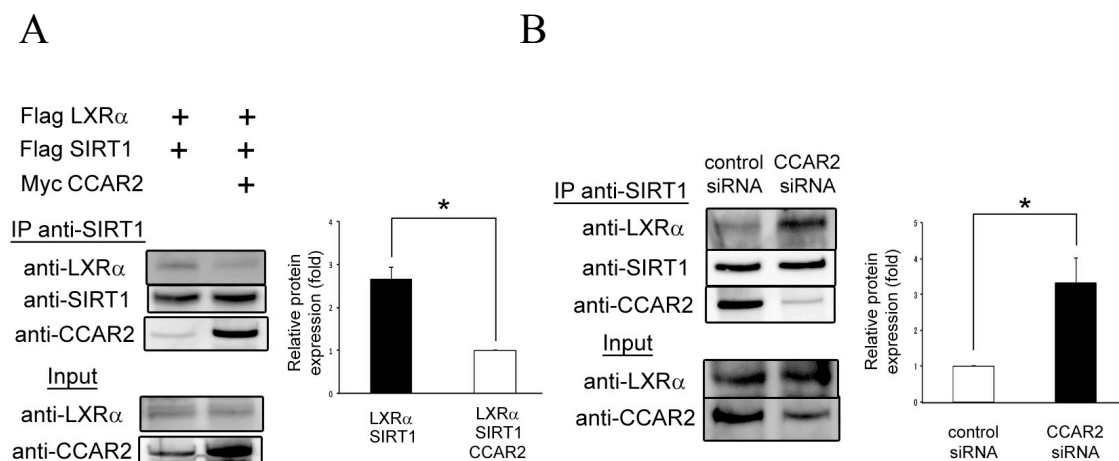 A
Flag LXRα + +
Flag SIRT1 + +
Myc CCAR2 +
IP anti-SIRT1
anti-LXRα
anti-SIRT1
anti-CCAR2
Input
anti-LXRα
anti-CCAR2
Relative protein
expression (fold)
4
3
2
1
0
*
LXRα
SIRT1
LXRα
SIRT1
CCAR2
B
control
siRNA
CCAR2
siRNA
IP anti-SIRT1
anti-LXRα
anti-SIRT1
anti-CCAR2
Input
anti-LXRα
anti-CCAR2
Relative protein
expression (fold)
5
4
3
2
1
0
*
control
siRNA
CCAR2
siRNA